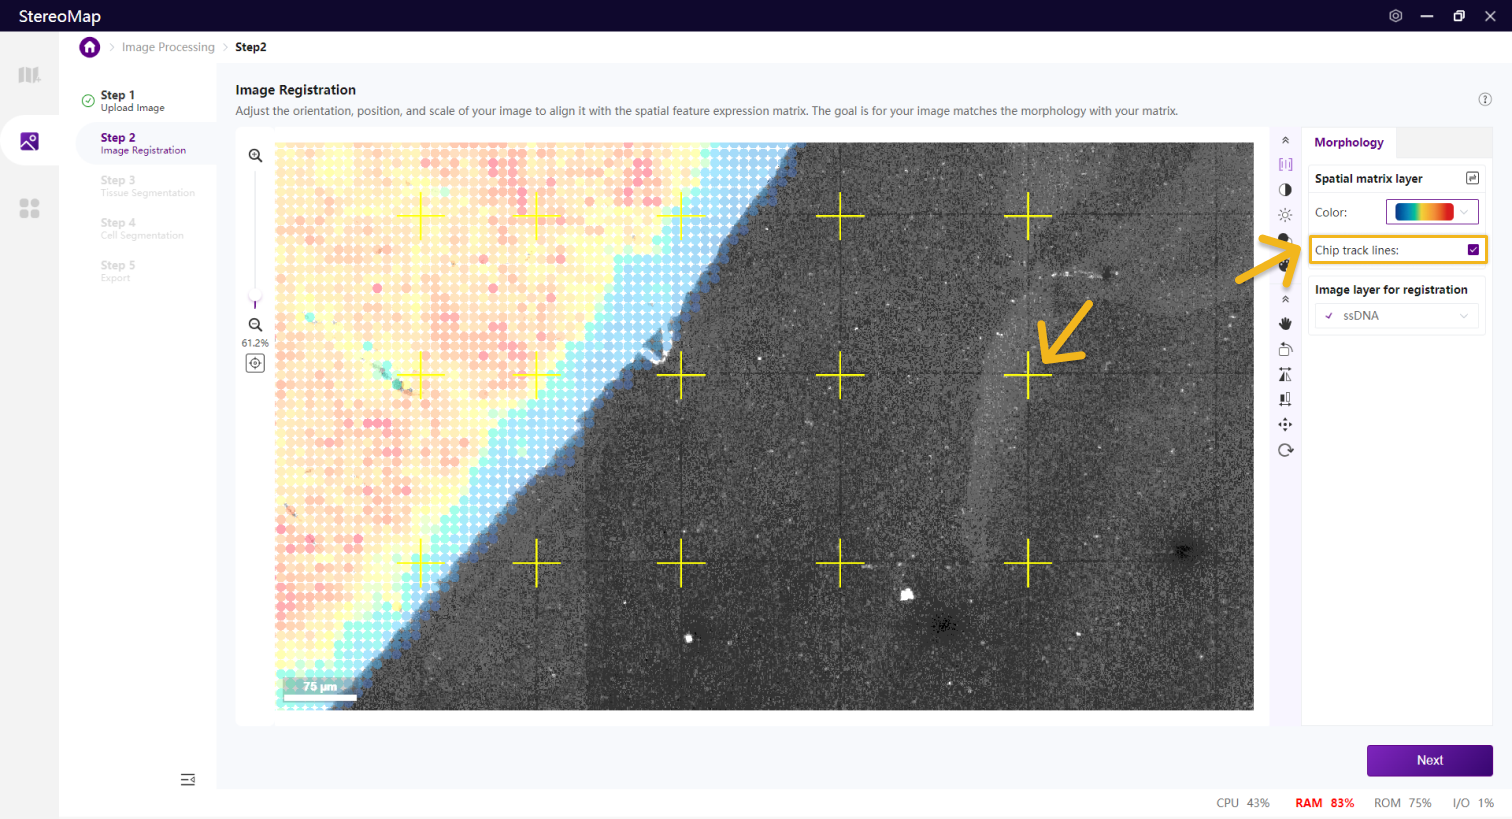 StereoMap
Image Processing
Step2
Step 1
Upload Image
Step 2
Image Registration
Step 3
Tissue Segmentation
Step 4
Cell Segmentation
Step 5
Export
Image Registration
Adjust the orientation, position, and scale of your image to align it with the spatial feature expression matrix. The goal is for your image matches the morphology with your matrix.
61.2%
75 μm
Morphology
Spatial matrix layer
Color:
Chip track lines:
Image layer for registration
ssDNA
Next
CPU 43% RAM 83% ROM 75% I/O 1%